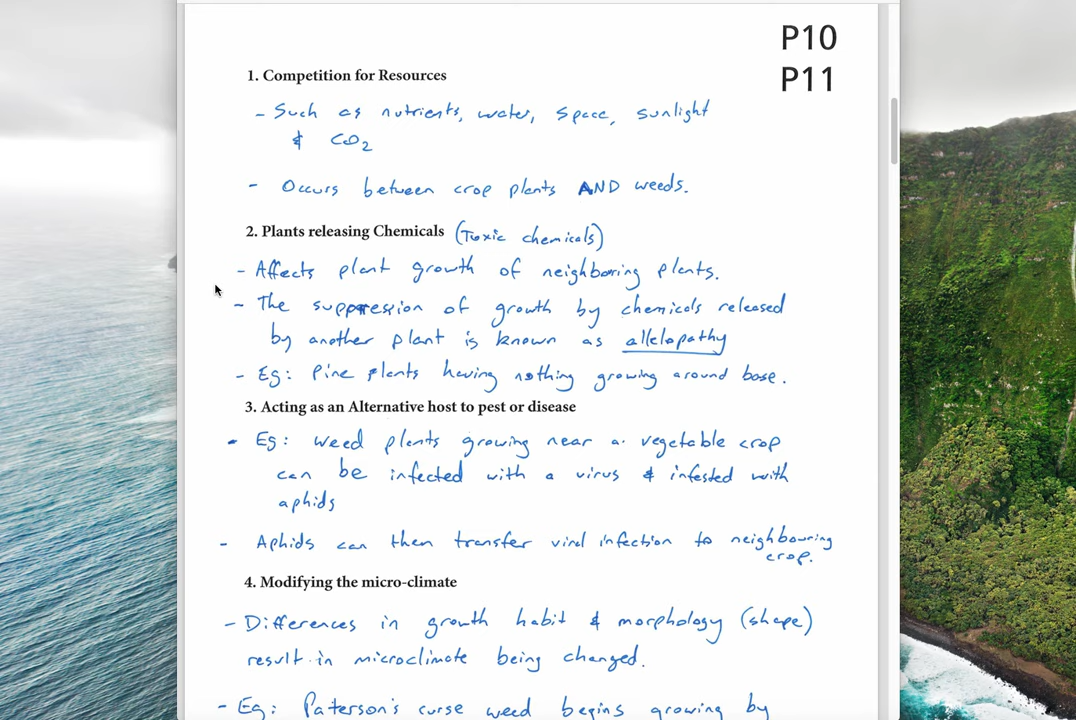 P10
P11
1. Competition for Resources
- Such as nutrients, water, space, sunlight
& CO2
- Occurs between crop plants AND weeds.
2. Plants releasing Chemicals (Toxic chemicals)
- Affects plant growth of neighboring plants.
- The suppression of growth by chemicals released
by another plant is known as allelopathy
- Eg: Pine plants having nothing growing around base.
3. Acting as an Alternative host to pest or disease
- Eg: weed plants growing near a vegetable crop
can be infected with a virus & infested with
aphids
- Aphids can then transfer viral infection to neighbouring
crop.
4. Modifying the micro-climate
- Differences in growth habit & morphology (shape)
result in microclimate being changed.
- Eg: Paterson's curse weed begins growing by